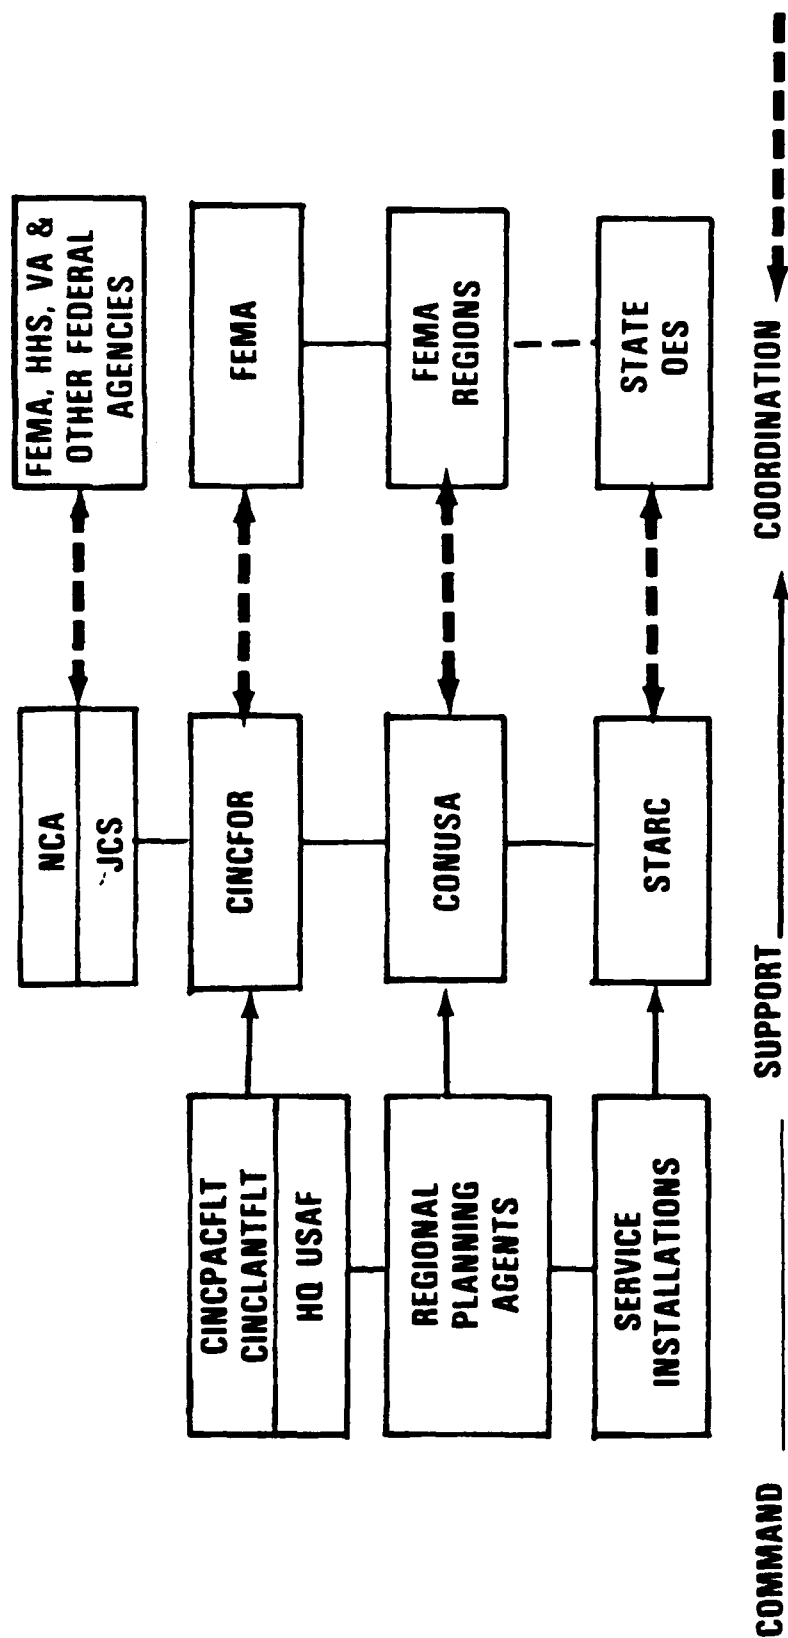 NCA
JCS
FEMA, HHS, VA &
OTHER FEDERAL
AGENCIES
CINCPACFLT
CINCLANTFLT
HQ USAF
CINCFOR
FEMA
REGIONAL
PLANNING
AGENTS
CONUSA
FEMA
REGIONS
SERVICE
INSTALLATIONS
STARC
STATE
OES
COMMAND
SUPPORT
COORDINATION